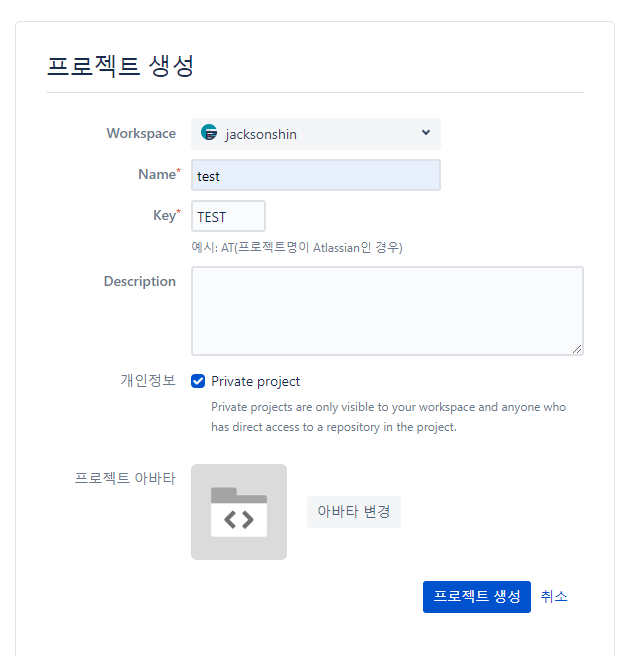 프로젝트 생성
Workspace jacksonshin
Name* test
Key* TEST
예시: AT(프로젝트명이 Atlassian인 경우)
Description
개인정보 Private project
Private projects are only visible to your workspace and anyone who
has direct access to a repository in the project.
프로젝트 아바타 아바타 변경
프로젝트 생성 취소